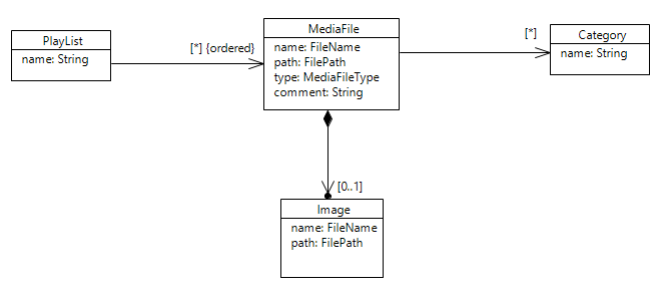 PlayList
name: String
[*] {ordered}
MediaFile
name: FileName
path: FilePath
type: MediaFileType
comment: String
[*]
Category
name: String
[0..1]
Image
name: FileName
path: FilePath